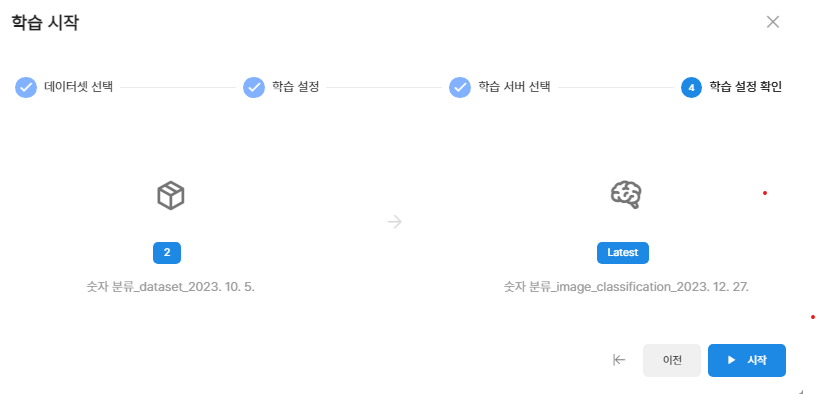 학습 시작
데이터셋 선택
학습 설정
학습 서버 선택
4 학습 설정 확인
2
Latest
숫자 분류_dataset_2023. 10. 5.
숫자 분류_image_classification_2023. 12. 27.
이전
시작